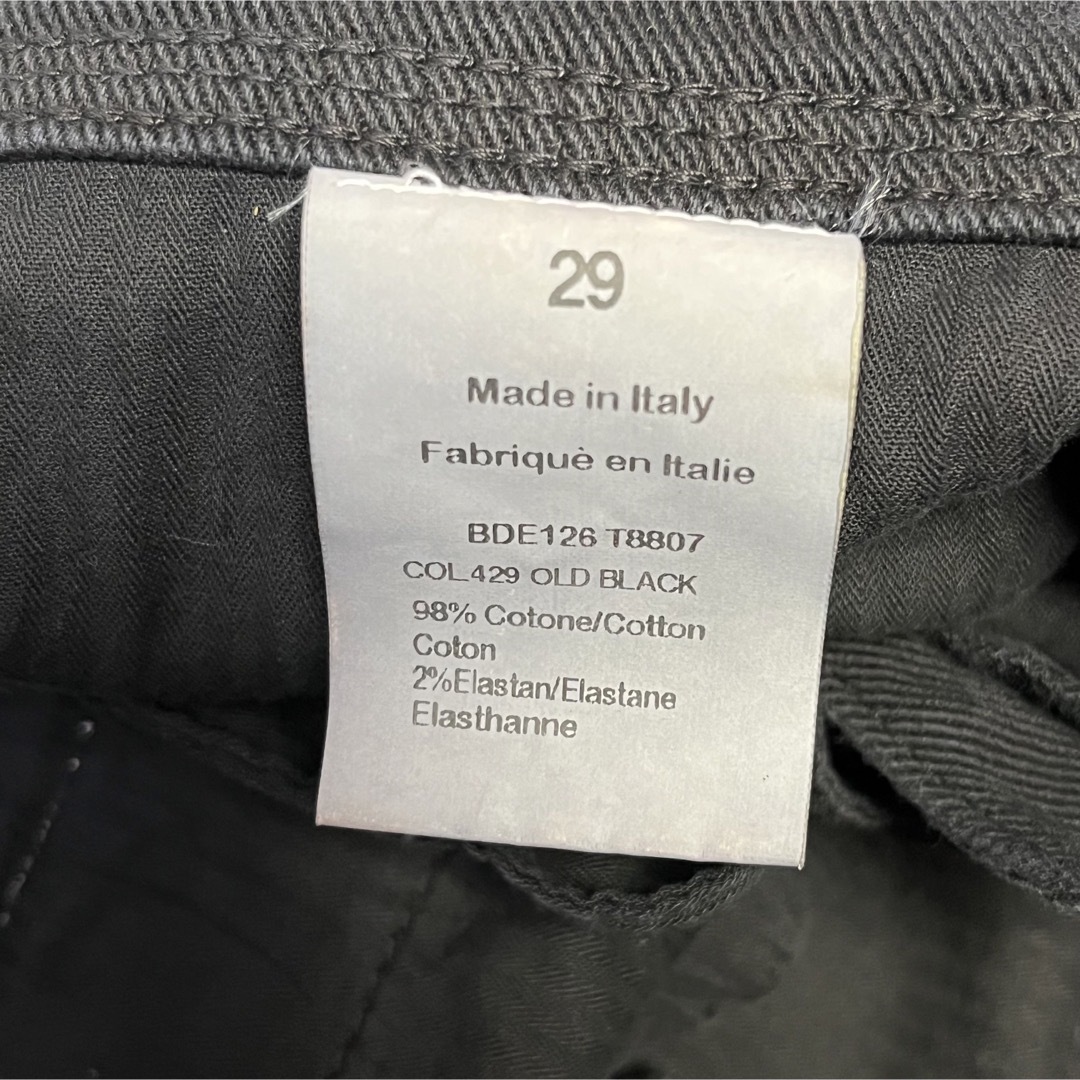 29
Made in Italy
Fabriquè en Italie
BDE126 T8807
COL429 OLD BLACK
98% Cotone/Cotton
Coton
2%Elastan/Elastane
Elasthanne